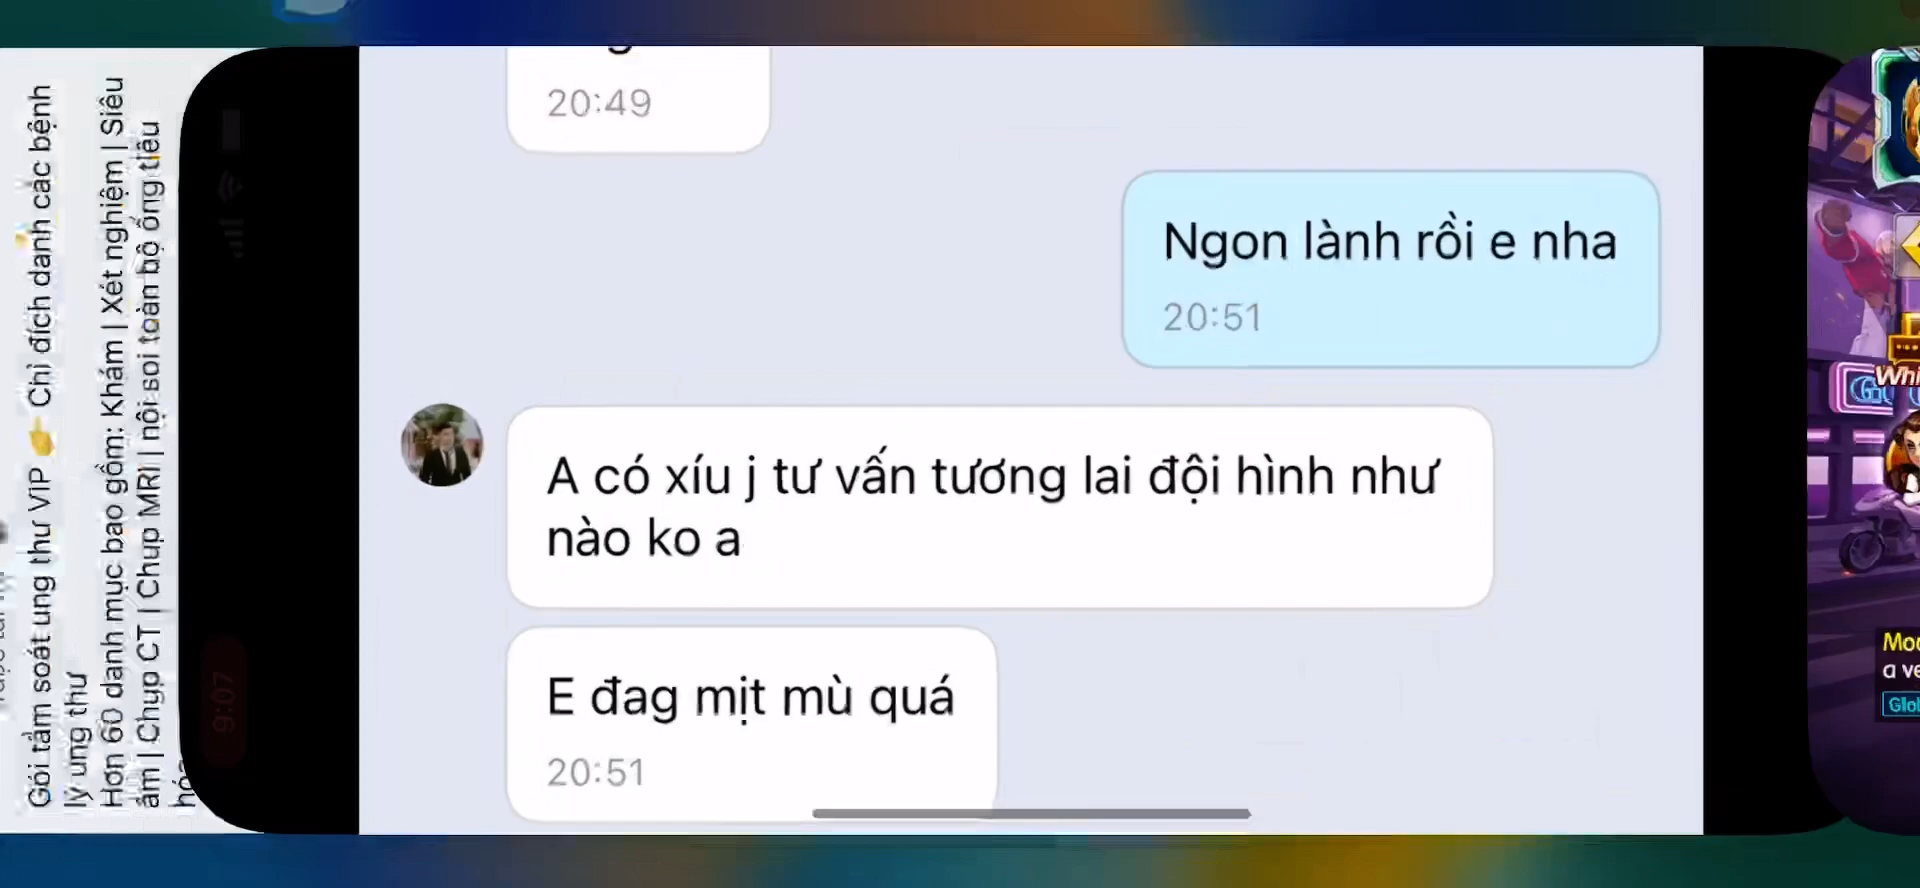 20:49
Ngon lành rồi e nha
20:51
A có xíu j tư vấn tương lai đội hình như
nào ko a
E đag mịt mù quá
20:51
Gói tầm soát ung thư VIP 👉 Chỉ đích danh các bệnh
lý ung thư
Hơn 60 danh mục bao gồm: Khám | Xét nghiệm | Siêu
âm | Chụp CT | Chụp MRI | nội soi toàn bộ ống tiêu
9:07